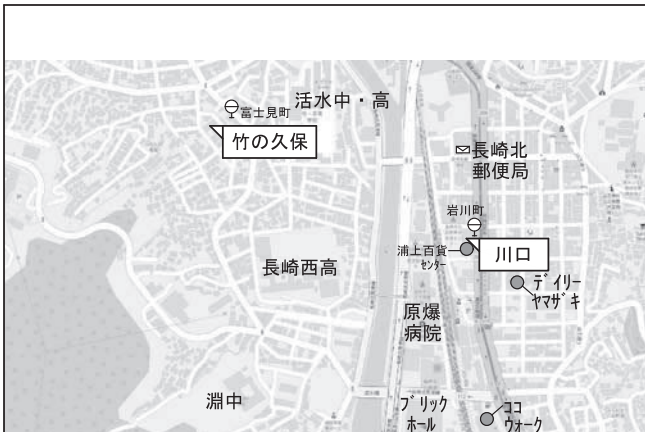 活水中・高
富士見町
竹の久保
長崎北
郵便局
岩川町
川口
浦上百貨
ｾﾝﾀｰ
長崎西高
ﾃﾞｲﾘｰ
ﾔﾏｻﾞｷ
原爆
病院
淵中
ﾌﾞﾘｯｸ
ﾎｰﾙ
ｺｺ
ｳｫｰｸ